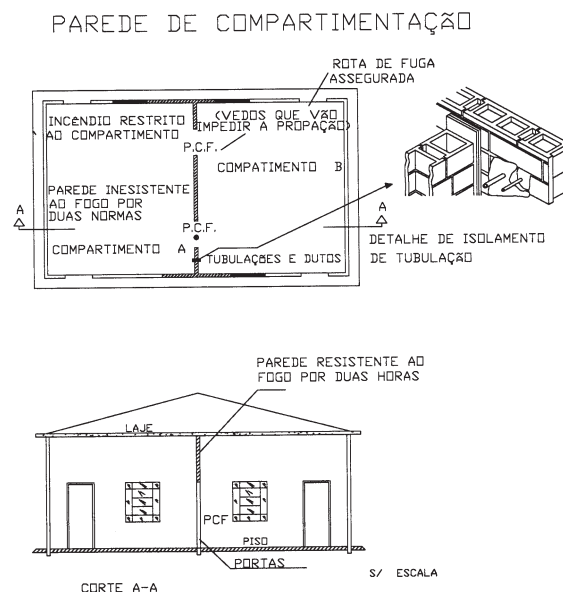 PAREDE DE COMPARTIMENTAÇÃO
ROTA DE FUGA
ASSEGURADA
INCÊNDIO RESTRITO
AO COMPARTIMENTO
(VEDOS QUE VÃO
IMPEDIR A PROPAÇÃO)
P.C.F.
COMPATIMENTO B
PAREDE INESISTENTE
AO FOGO POR
DUAS NORMAS
A
A
P.C.F.
COMPARTIMENTO A
TUBULAÇÕES E DUTOS
DETALHE DE ISOLAMENTO
DE TUBULAÇÃO
PAREDE RESISTENTE AO
FOGO POR DUAS HORAS
LAJE
PCF
PISO
PORTAS
S/ ESCALA
CORTE A-A